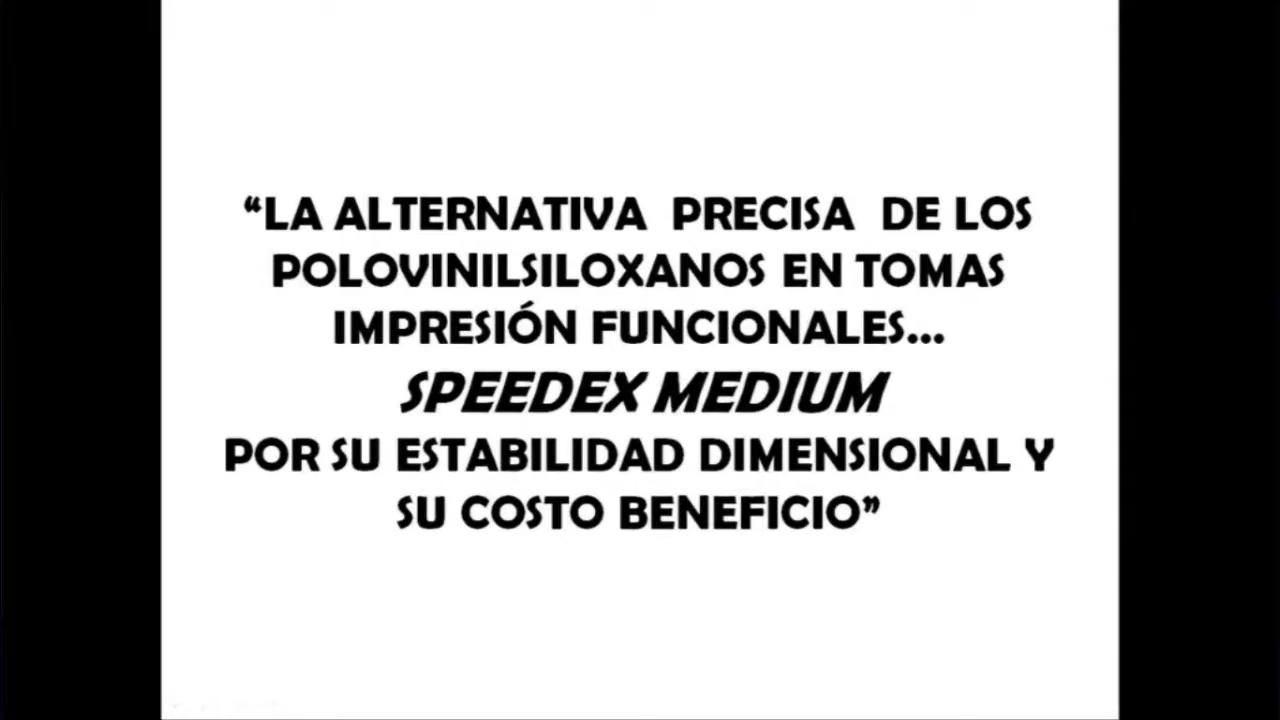 “LA ALTERNATIVA PRECISA DE LOS
POLOVINILSILOXANOS EN TOMAS
IMPRESIÓN FUNCIONALES...
SPEEDEX MEDIUM
POR SU ESTABILIDAD DIMENSIONAL Y
SU COSTO BENEFICIO”